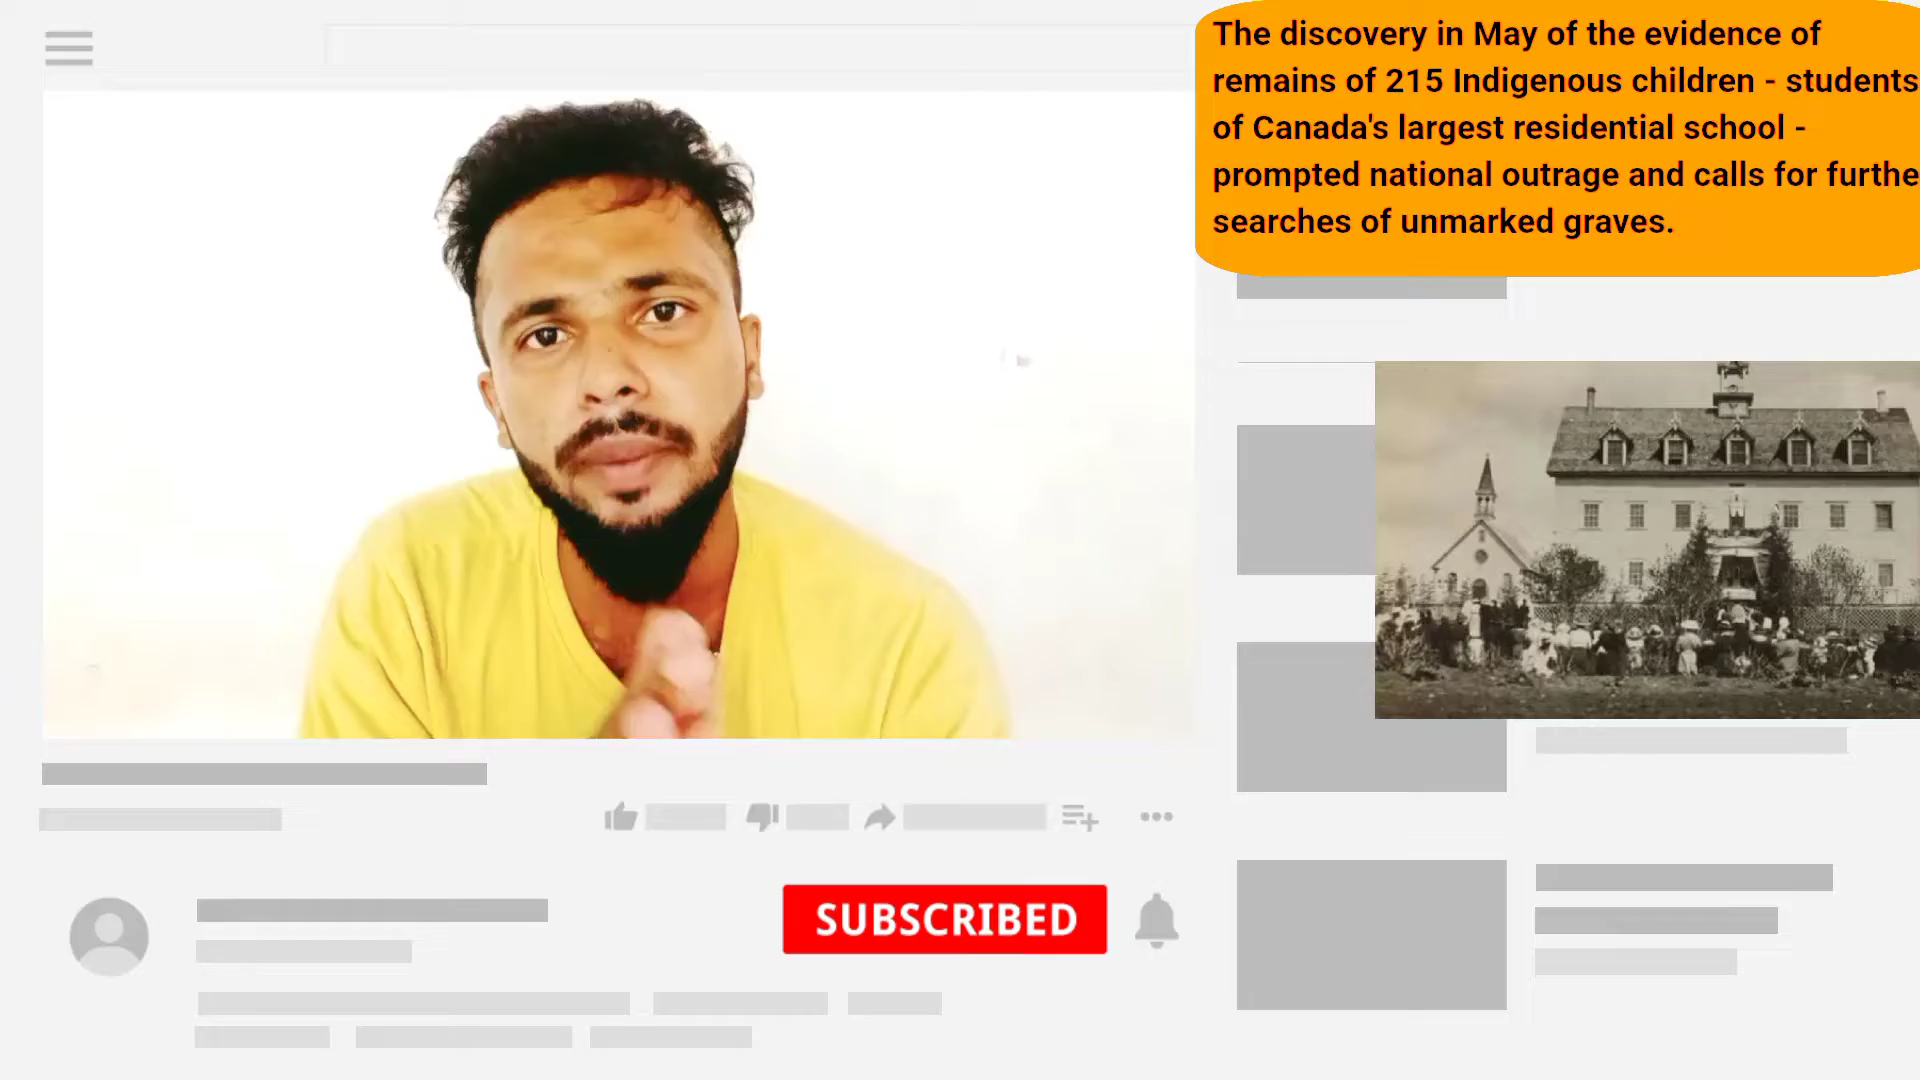 The discovery in May of the evidence of
remains of 215 Indigenous children - students
of Canada's largest residential school -
prompted national outrage and calls for furthe
searches of unmarked graves.
SUBSCRIBED